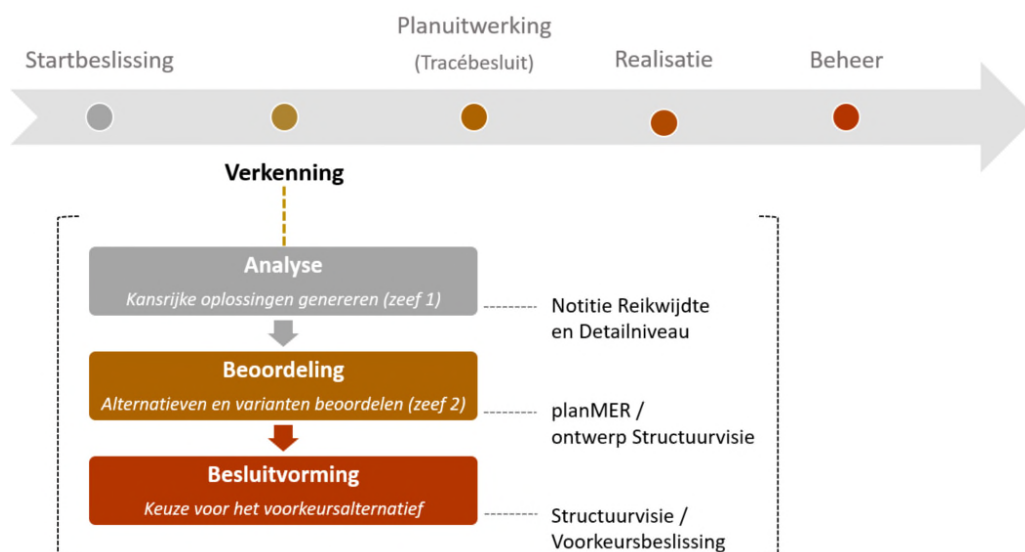 Startbeslissing
Planuitwerking
(Tracébesluit)
Realisatie
Beheer
Verkenning
Analyse
Kansrijke oplossingen genereren (zeef 1)
Notitie Reikwijdte
en Detailniveau
Beoordeling
Alternatieven en varianten beoordelen (zeef 2)
planMER /
ontwerp Structuurvisie
Besluitvorming
Keuze voor het voorkeursalternatief
Structuurvisie /
Voorkeursbeslissing